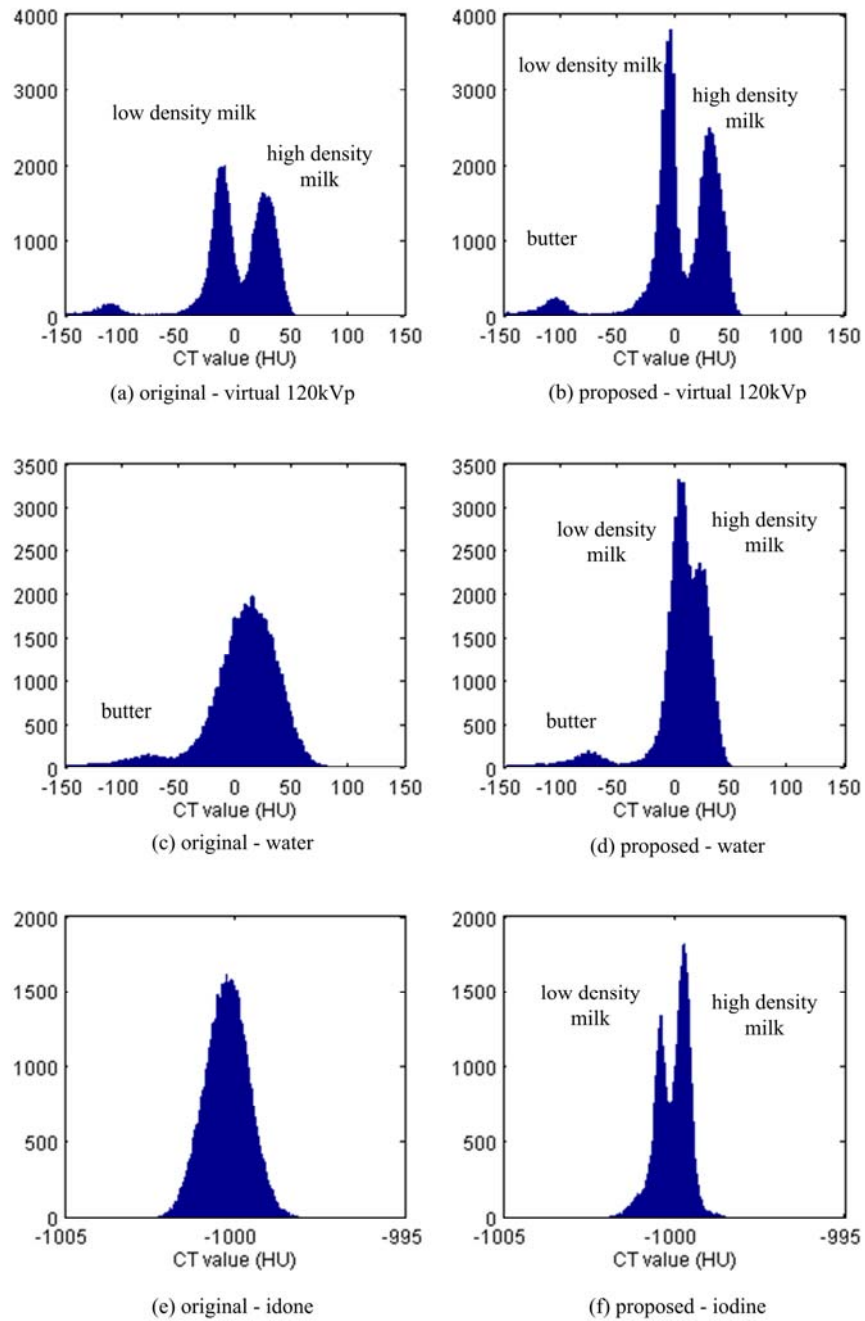 4000
3000
2000
1000
0
low density milk
high density
milk
butter
-150 -100 -50 0 50 100 150
CT value (HU)
(a) original - virtual 120kVp
4000
3000
2000
1000
0
low density milk
high density
milk
butter
-150 -100 -50 0 50 100 150
CT value (HU)
(b) proposed - virtual 120kVp
3500
3000
2500
2000
1500
1000
500
0
butter
-150 -100 -50 0 50 100 150
CT value (HU)
(c) original - water
3500
3000
2500
2000
1500
1000
500
0
low density
milk
high density
milk
butter
-150 -100 -50 0 50 100 150
CT value (HU)
(d) proposed - water
2000
1500
1000
500
0
-1005 -1000 -995
CT value (HU)
(e) original - idone
2000
1500
1000
500
0
low density
milk
high density
milk
-1005 -1000 -995
CT value (HU)
(f) proposed - iodine